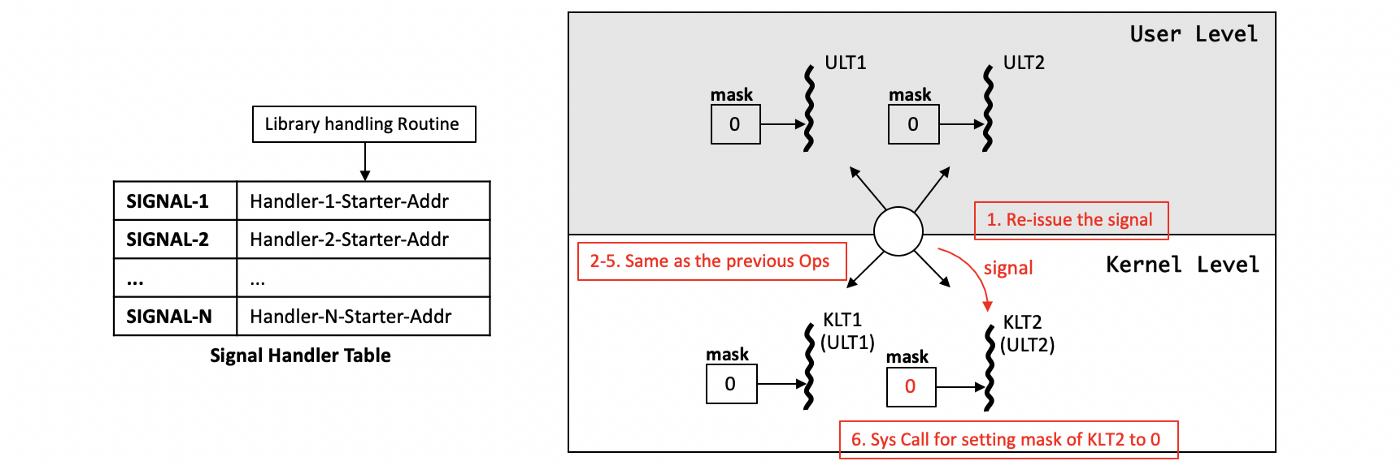 Library handling Routine
SIGNAL-1 Handler-1-Starter-Addr
SIGNAL-2 Handler-2-Starter-Addr
... ...
SIGNAL-N Handler-N-Starter-Addr
Signal Handler Table
User Level
ULT1
ULT2
mask
0
mask
0
1. Re-issue the signal
2-5. Same as the previous Ops
signal
Kernel Level
KLT1
(ULT1)
KLT2
(ULT2)
mask
0
mask
0
6. Sys Call for setting mask of KLT2 to 0